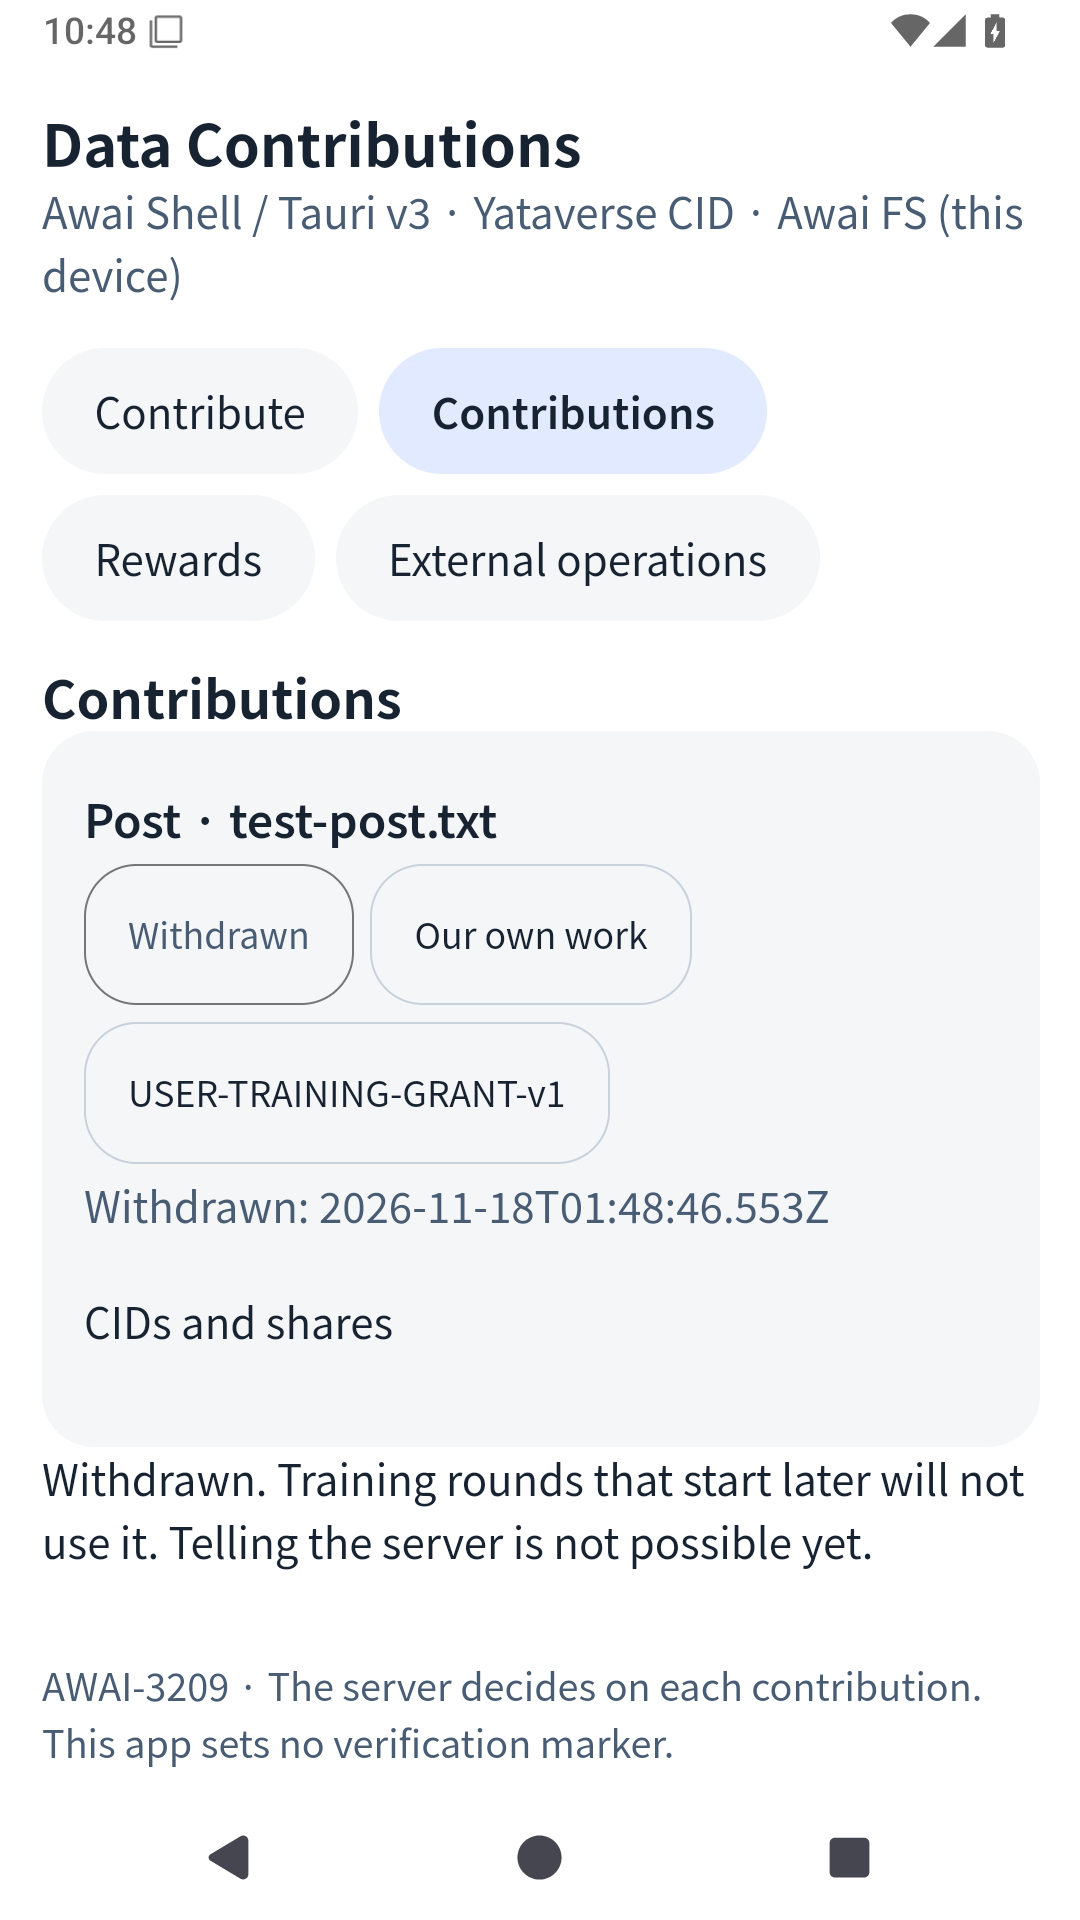 10:48
Data Contributions
Awai Shell / Tauri v3 · Yataverse CID · Awai FS (this
device)
Contribute
Contributions
Rewards
External operations
Contributions
Post · test-post.txt
Withdrawn
Our own work
USER-TRAINING-GRANT-v1
Withdrawn: 2026-11-18T01:48:46.553Z
CIDs and shares
Withdrawn. Training rounds that start later will not
use it. Telling the server is not possible yet.
AWAI-3209 · The server decides on each contribution.
This app sets no verification marker.